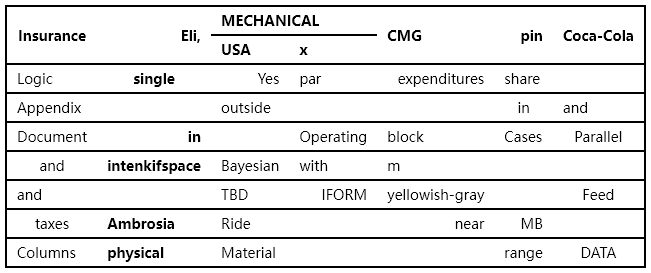 Insurance Eli, MECHANICAL CMG pin Coca-Cola
USA x
Logic single Yes par expenditures share
Appendix outside in and
Document in Operating block Cases Parallel
and intenkifspace Bayesian with m
and TBD IFORM yellowish-gray Feed
taxes Ambrosia Ride near MB
Columns physical Material range DATA